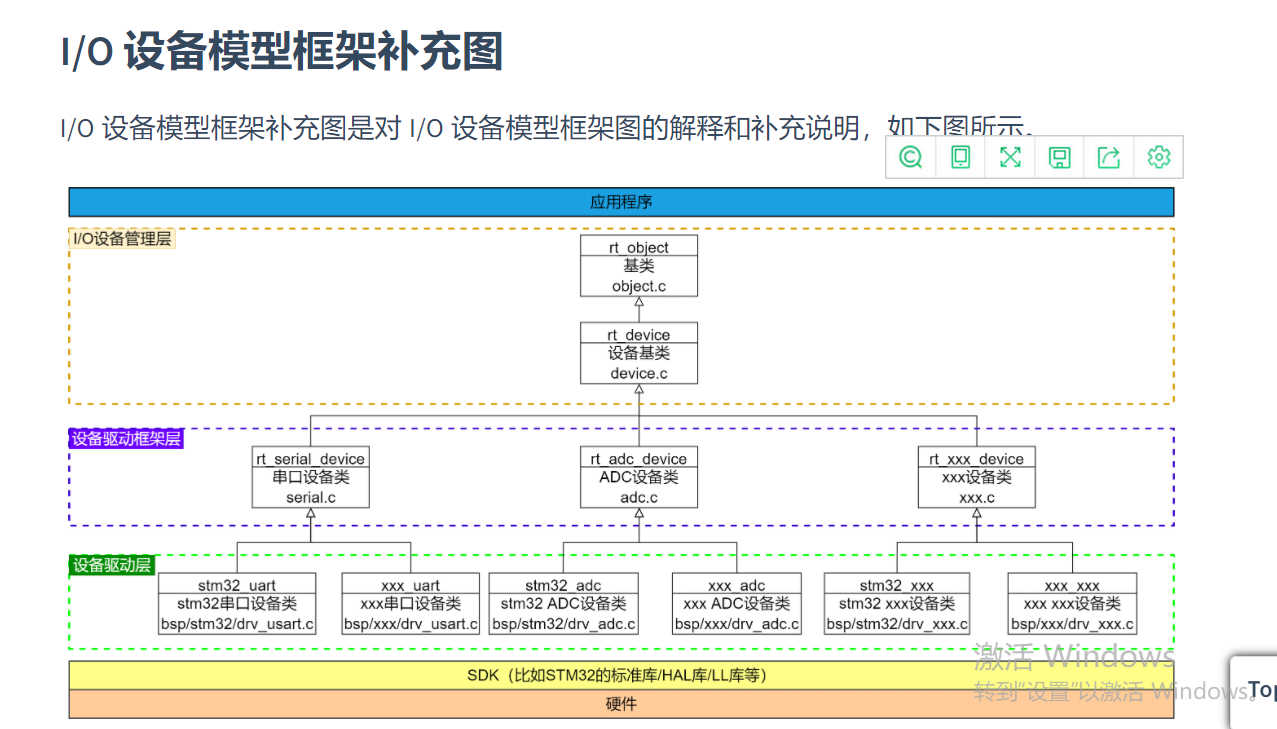 I/O 设备模型框架补充图
I/O 设备模型框架补充图是对 I/O 设备模型框架图的解释和补充说明，如下图所示。
应用程序
I/O设备管理层
rt_object
基类
object.c
rt_device
设备基类
device.c
设备驱动框架层
rt_serial_device
串口设备类
serial.c
rt_adc_device
ADC设备类
adc.c
rt_xxx_device
xxx设备类
xxx.c
设备驱动层
stm32_uart
stm32串口设备类
bsp/stm32/drv_usart.c
xxx_uart
xxx串口设备类
bsp/xxx/drv_usart.c
stm32_adc
stm32 ADC设备类
bsp/stm32/drv_adc.c
xxx_adc
xxx ADC设备类
bsp/xxx/drv_adc.c
stm32_xxx
stm32 xxx设备类
bsp/stm32/drv_xxx.c
xxx_xxx
xxx xxx设备类
bsp/xxx/drv_xxx.c
SDK（比如STM32的标准库/HAL库/LL库等）
硬件
激活 Windows
转到“设置”以激活 Windows。
Top